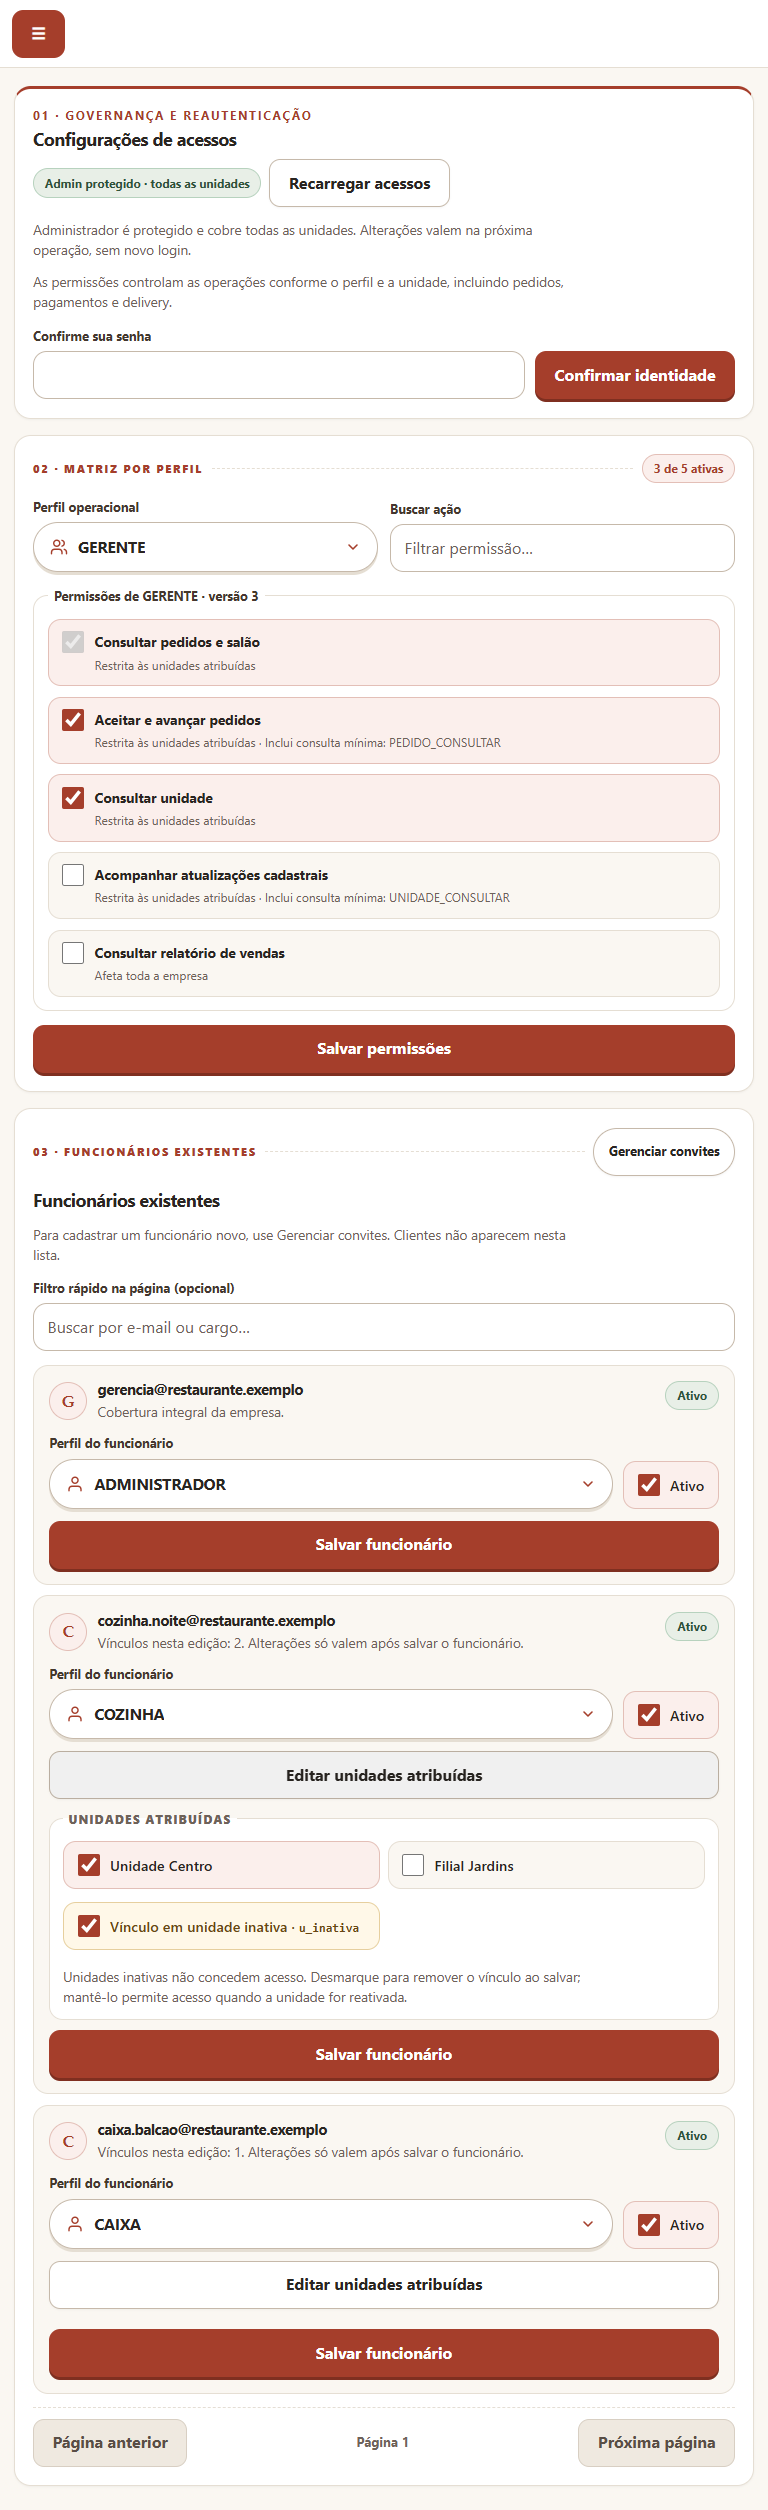 01 · GOVERNANÇA E REAUTENTICAÇÃO
Configurações de acessos
Admin protegido · todas as unidades
Recarregar acessos
Administrador é protegido e cobre todas as unidades. Alterações valem na próxima
operação, sem novo login.
As permissões controlam as operações conforme o perfil e a unidade, incluindo pedidos,
pagamentos e delivery.
Confirme sua senha
Confirmar identidade
02 · MATRIZ POR PERFIL
3 de 5 ativas
Perfil operacional
Buscar ação
GERENTE
Filtrar permissão...
Permissões de GERENTE · versão 3
Consultar pedidos e salão
Restrita às unidades atribuídas
Aceitar e avançar pedidos
Restrita às unidades atribuídas · Inclui consulta mínima: PEDIDO_CONSULTAR
Consultar unidade
Restrita às unidades atribuídas
Acompanhar atualizações cadastrais
Restrita às unidades atribuídas · Inclui consulta mínima: UNIDADE_CONSULTAR
Consultar relatório de vendas
Afeta toda a empresa
Salvar permissões
03 · FUNCIONÁRIOS EXISTENTES
Gerenciar convites
Funcionários existentes
Para cadastrar um funcionário novo, use Gerenciar convites. Clientes não aparecem nesta
lista.
Filtro rápido na página (opcional)
Buscar por e-mail ou cargo...
G
gerencia@restaurante.exemplo
Cobertura integral da empresa.
Ativo
Perfil do funcionário
ADMINISTRADOR
Ativo
Salvar funcionário
C
cozinha.noite@restaurante.exemplo
Vínculos nesta edição: 2. Alterações só valem após salvar o funcionário.
Ativo
Perfil do funcionário
COZINHA
Ativo
Editar unidades atribuídas
UNIDADES ATRIBUÍDAS
Unidade Centro
Filial Jardins
Vínculo em unidade inativa · u_inativa
Unidades inativas não concedem acesso. Desmarque para remover o vínculo ao salvar;
mantê-lo permite acesso quando a unidade for reativada.
Salvar funcionário
C
caixa.balcao@restaurante.exemplo
Vínculos nesta edição: 1. Alterações só valem após salvar o funcionário.
Ativo
Perfil do funcionário
CAIXA
Ativo
Editar unidades atribuídas
Salvar funcionário
Página anterior
Página 1
Próxima página